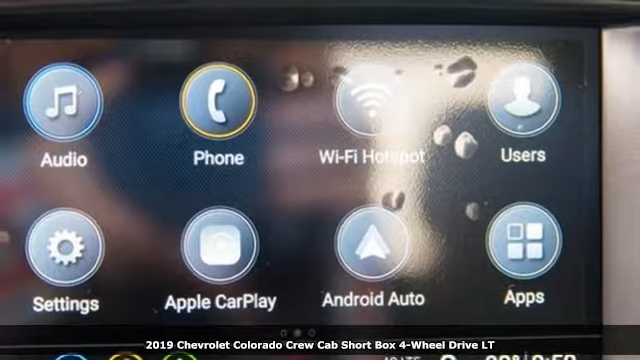 Audio
Phone
Wi-Fi Hotspot
Users
Settings
Apple CarPlay
Android Auto
Apps
2019 Chevrolet Colorado Crew Cab Short Box 4-Wheel Drive LT